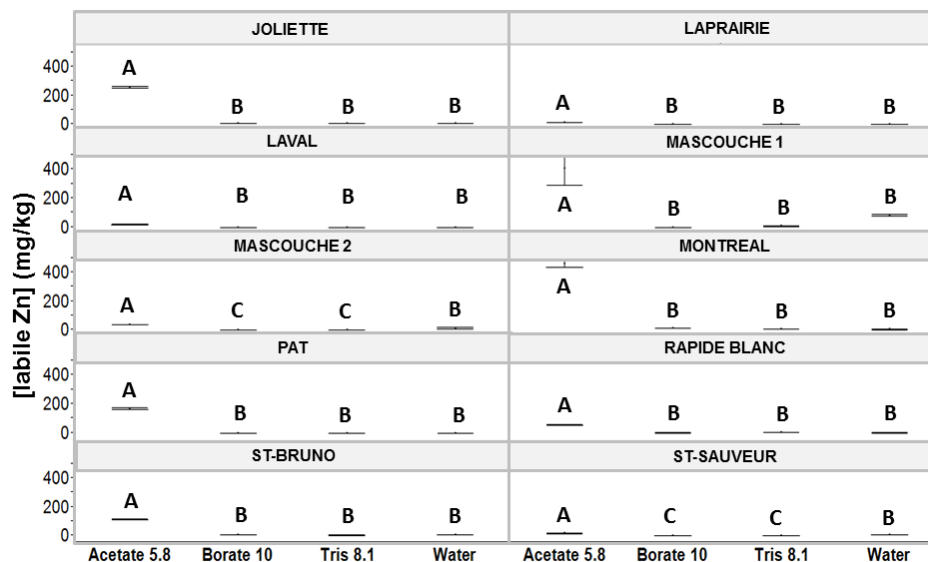 JOLIETTE LAPRAIRIE
400
200
0
A B B B A B B B
LAVAL MASCOUCHE 1
400
200
0
A B B B A B B B
MASCOUCHE 2 MONTREAL
400
200
0
A C C B A B B B
PAT RAPIDE BLANC
400
200
0
A B B B A B B B
ST-BRUNO ST-SAUVEUR
400
200
0
A B B B A C C B
Acetate 5.8 Borate 10 Tris 8.1 Water Acetate 5.8 Borate 10 Tris 8.1 Water
[labile Zn] (mg/kg)